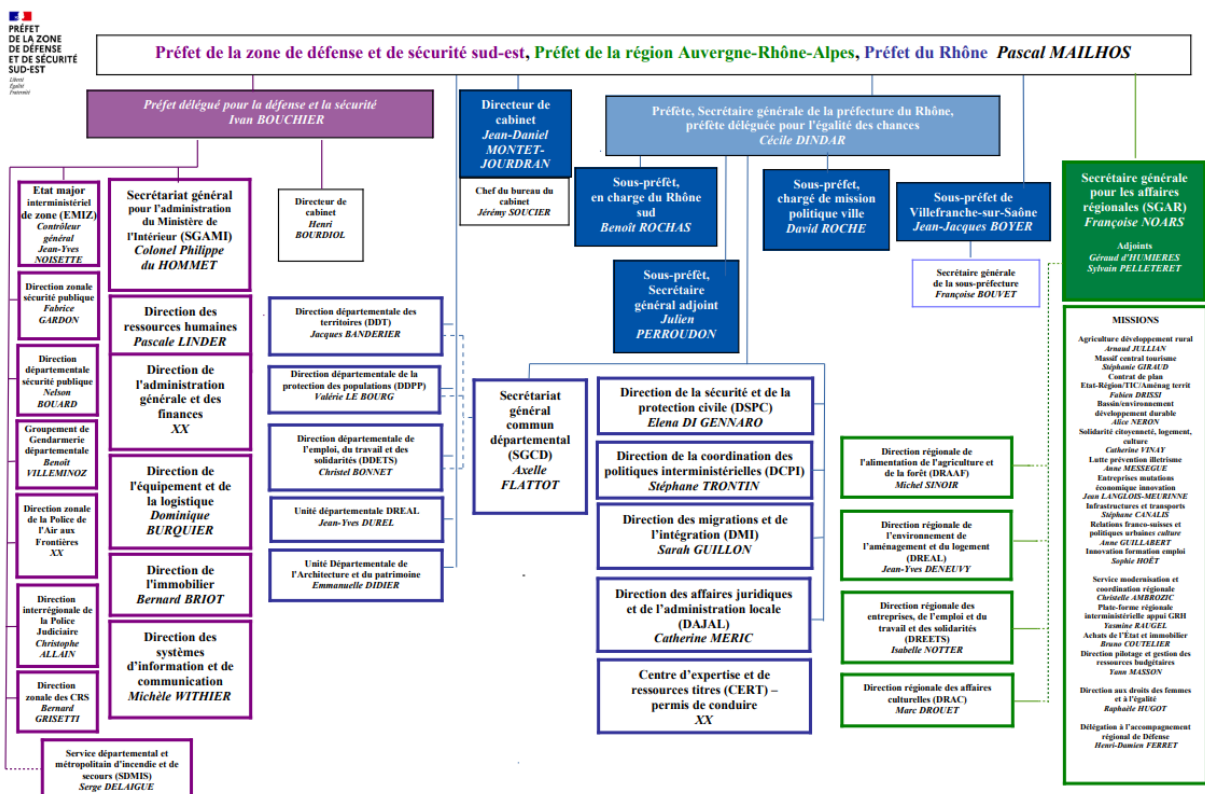 PRÉFET
DE LA ZONE
DE DÉFENSE
ET DE SÉCURITÉ
SUD-EST
Liberté
Égalité
Fraternité
Préfet de la zone de défense et de sécurité sud-est, Préfet de la région Auvergne-Rhône-Alpes, Préfet du Rhône Pascal MAILHOS
Préfet délégué pour la défense et la sécurité
Ivan BOUCHIER
Directeur de
cabinet
Jean-Daniel
MONTET-
JOURDRAN
Chef du bureau du
cabinet
Jérémy SOUCIER
Préfète, Secrétaire générale de la préfecture du Rhône,
préfète déléguée pour l'égalité des chances
Cécile DINDAR
Etat major
interministériel
de zone (EMIZ)
Contrôleur
général
Jean-Yves
NOISETTE
Direction zonale
sécurité publique
Fabrice
GARDON
Direction
départementale
sécurité publique
Nelson
BOUARD
Groupement de
Gendarmerie
départementale
Benoît
VILLEMINOZ
Direction zonale
de la Police de
l'Air aux
Frontières
XX
Direction
interrégionale de
la Police
Judiciaire
Christophe
ALLAIN
Direction
zonale des CRS
Bernard
GRISETTI
Service départemental et
métropolitain d'incendie et de
secours (SDMIS)
Serge DELAIGUE
Secrétariat général
pour l'administration
du Ministère de
l'Intérieur (SGAMI)
Colonel Philippe
du HOMMET
Direction des
ressources humaines
Pascale LINDER
Direction de
l'administration
générale et des
finances
XX
Direction de
l'équipement et de
la logistique
Dominique
BURQUIER
Direction de
l'immobilier
Bernard BRIOT
Direction des
systèmes
d'information et de
communication
Michèle WITHIER
Directeur de
cabinet
Henri
BOURDIOL
Direction départementale des
territoires (DDT)
Jacques BANDERIER
Direction départementale de la
protection des populations (DDPP)
Valérie LE BOURG
Direction départementale de
l'emploi, du travail et des
solidarités (DDETS)
Christel BONNET
Unité départementale DREAL
Jean-Yves DUREL
Unité Départementale de
l'Architecture et du patrimoine
Emmanuelle DIDIER
Sous-préfèt,
en charge du Rhône
sud
Benoît ROCHAS
Sous-préfet,
chargé de mission
politique ville
David ROCHE
Sous-préfèt,
Secrétaire
général adjoint
Julien
PERROUDON
Sous-préfet de
Villefranche-sur-Saône
Jean-Jacques BOYER
Secrétaire générale
de la sous-préfecture
Françoise BOUVET
Secrétariat
général
commun
départemental
(SGCD)
Axelle
FLATTOT
Direction de la sécurité et de la
protection civile (DSPC)
Elena DI GENNARO
Direction de la coordination des
politiques interministérielles (DCPI)
Stéphane TRONTIN
Direction des migrations et de
l'intégration (DMI)
Sarah GUILLON
Direction des affaires juridiques
et de l'administration locale
(DAJAL)
Catherine MERIC
Centre d'expertise et de
ressources titres (CERT) –
permis de conduire
XX
Direction régionale de
l'alimentation de l'agriculture et
de la forêt (DRAAF)
Michel SINOIR
Direction régionale de
l'environnement de
l'aménagement et du logement
(DREAL)
Jean-Yves DENEUVY
Direction régionale des
entreprises, de l'emploi et du
travail et des solidarités
(DREETS)
Isabelle NOTTER
Direction régionale des affaires
culturelles (DRAC)
Marc DROUET
Secrétaire générale
pour les affaires
régionales (SGAR)
Françoise NOARS
Adjoints
Géraud d'HUMIERES
Sylvain PELLETERET
MISSIONS
Agriculture développement rural
Arnaud JULLIAN
Massif central tourisme
Stéphanie GIRAUD
Contrat de plan
Etat-Région/TIC/Aménag territ
Fabien DRISSI
Bassin/environnement
développement durable
Alice NERON
Solidarité citoyenneté, logement,
culture
Catherine VINAY
Lutte prévention illetrisme
Anne MESSEGUE
Entreprises mutations
économique innovation
Jean LANGLOIS-MEURINNE
Infrastructures et transports
Stéphane CANALIS
Relations franco-suisses et
politiques urbaines culture
Anne GUILLABERT
Innovation formation emploi
Sophie HOËT
Service modernisation et
coordination régionale
Christelle AMBROZIC
Plate-forme régionale
interministérielle appui GRH
Yasmine RAUGEL
Achats de l'État et immobilier
Bruno COUTELIER
Direction pilotage et gestion des
ressources budgétaires
Yann MASSON
Direction aux droits des femmes
et à l'égalité
Raphaële HUGOT
Délégation à l'accompagnement
régional de Défense
Henri-Damien FERRET